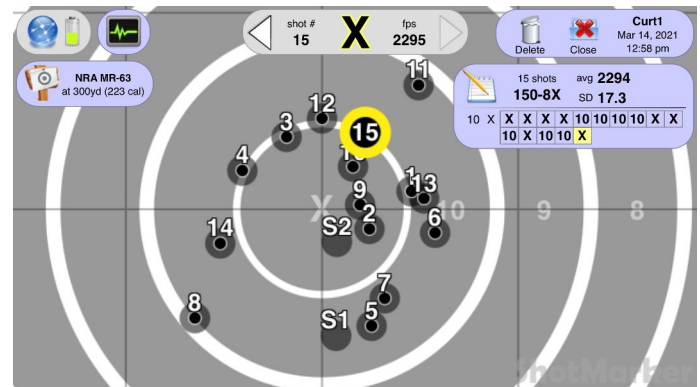 shot #
15
X
fps
2295
Delete
Close
Curt1
Mar 14, 2021
12:58 pm
NRA MR-63
at 300yd (223 cal)
15 shots
avg 2294
150-8X
SD 17.3
10 X X X X X 10 10 10 10 X X
10 X 10 10 X
11
12
3
15
4
10
1
13
9
2
6
14
S2
X
10
9
8
7
8
5
S1
ShotMarker